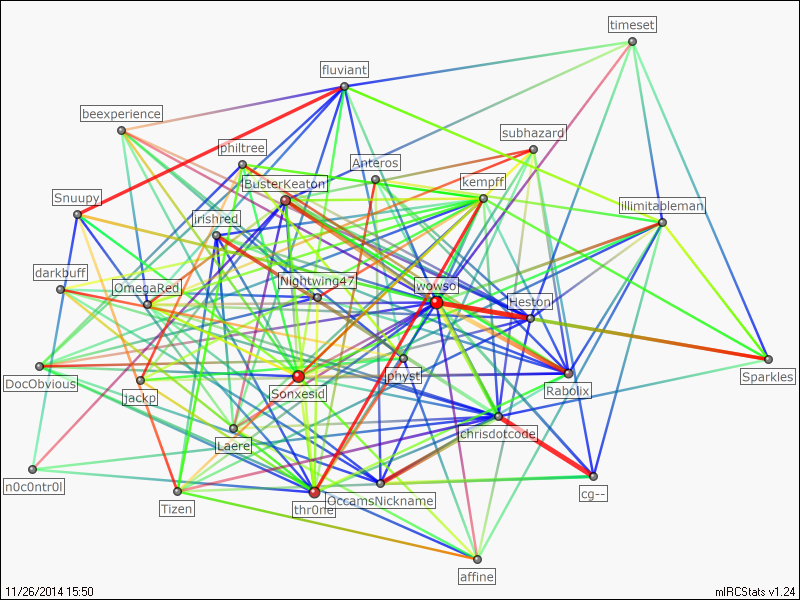 timeset
fluviant
beexperience
subhazard
philtree
Anteros
BusterKeaton
kempff
Snuupy
illimitableman
irishred
darkbuff
OmegaRed
Nightwing47
wowso
Heston
DocObvious
physt
Sparkles
jackp
Sonxesid
Rabolix
chrisdotcode
Laere
n0c0ntr0l
cg--
Tizen
thr0ne
OccamsNickname
affine
11/26/2014 15:50
mIRCStats v1.24